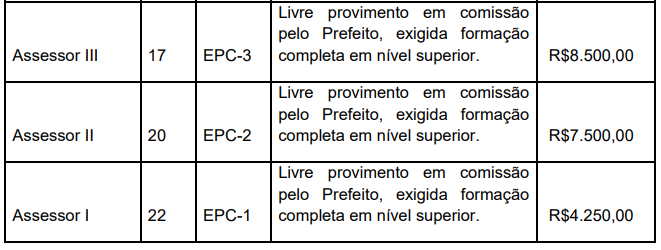 Livre provimento em comissão
pelo Prefeito, exigida formação
Assessor III 17 EPC-3 completa em nível superior. R$8.500,00
Livre provimento em comissão
pelo Prefeito, exigida formação
Assessor II 20 EPC-2 completa em nível superior. R$7.500,00
Livre provimento em comissão
pelo Prefeito, exigida formação
Assessor I 22 EPC-1 completa em nível superior. R$4.250,00